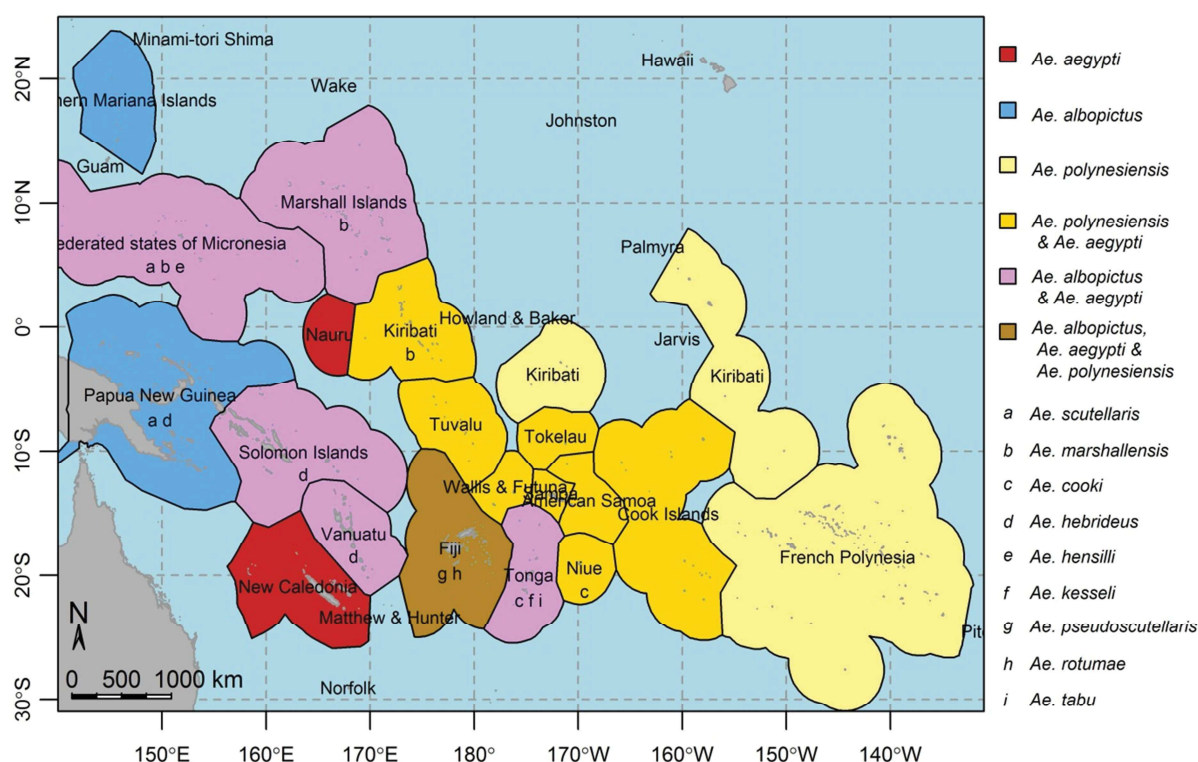 Minami-tori Shima
Hawaii
20°N
Wake
hern Mariana Islands
Johnston
Guam
10°N
Marshall Islands
b
ederated states of Micronesia
a b e
Palmyra
0°
Nauru
Kiribati
b
Howland & Baker
Jarvis
Kiribati
Kiribati
Papua New Guinea
a d
Tuvalu
Tokelau
10°S
Solomon Islands
d
Wallis & Futuna
Samoa
American Samoa
Cook Islands
Vanuatu
d
Fiji
g h
French Polynesia
20°S
New Caledonia
Tonga
c f i
Niue
c
Matthew & Hunter
Pit
N
0 500 1000 km
Norfolk
30°S
150°E 160°E 170°E 180° 170°W 160°W 150°W 140°W
Ae. aegypti
Ae. albopictus
Ae. polynesiensis
Ae. polynesiensis
& Ae. aegypti
Ae. albopictus
& Ae. aegypti
Ae. albopictus,
Ae. aegypti &
Ae. polynesiensis
a Ae. scutellaris
b Ae. marshallensis
c Ae. cooki
d Ae. hebrideus
e Ae. hensilli
f Ae. kesseli
g Ae. pseudoscutellaris
h Ae. rotumae
i Ae. tabu